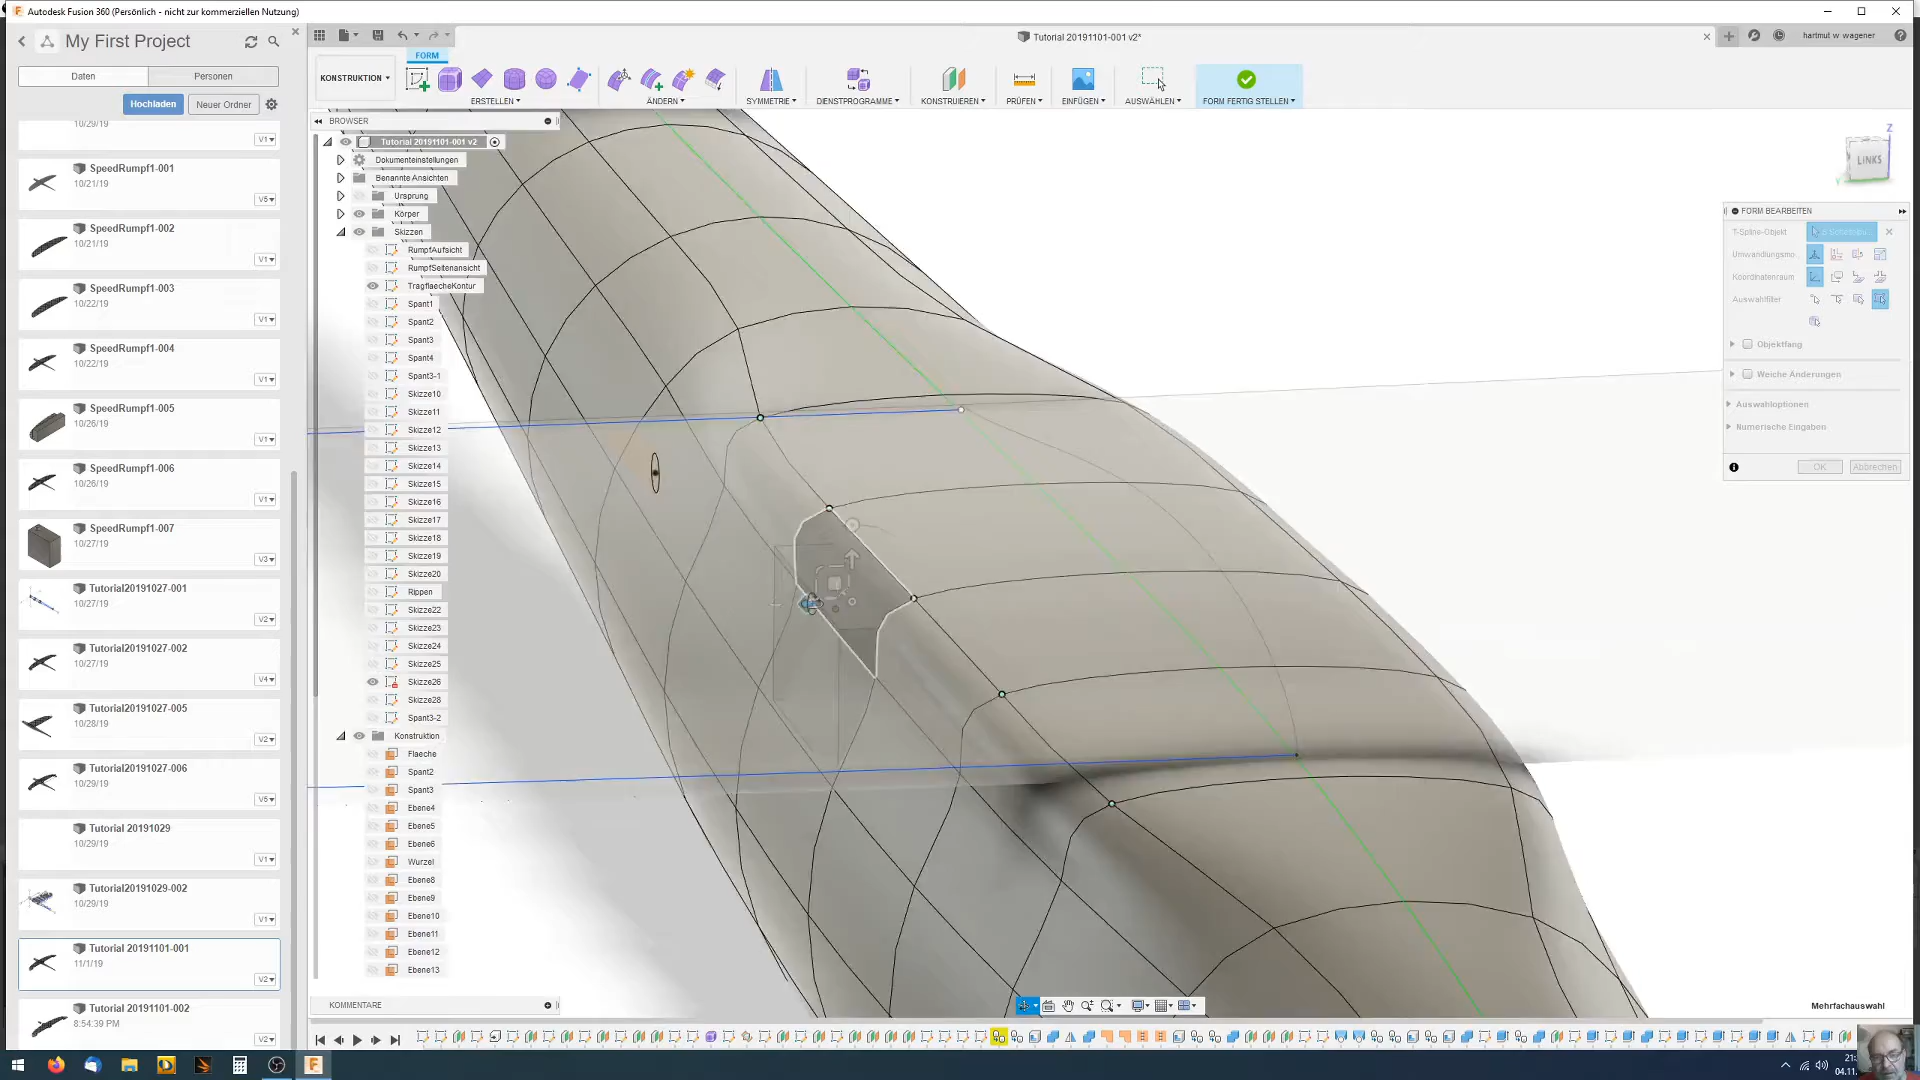 Autodesk Fusion 360 (Persönlich - nicht zur kommerziellen Nutzung)
My First Project
Daten
Personen
Hochladen
Neuer Ordner
10/29/19
V1
SpeedRumpf1-001
10/21/19
V5
SpeedRumpf1-002
10/21/19
V1
SpeedRumpf1-003
10/22/19
V1
SpeedRumpf1-004
10/22/19
V1
SpeedRumpf1-005
10/26/19
V1
SpeedRumpf1-006
10/26/19
V1
SpeedRumpf1-007
10/27/19
V3
Tutorial20191027-001
10/27/19
V2
Tutorial20191027-002
10/27/19
V4
Tutorial20191027-005
10/28/19
V2
Tutorial20191027-006
10/29/19
V5
Tutorial 20191029
10/29/19
V1
Tutorial20191029-002
10/29/19
V1
Tutorial 20191101-001
11/1/19
V2
Tutorial 20191101-002
8:54:39 PM
V2
Tutorial 20191101-001 v2*
hartmut w wagener
FORM
KONSTRUKTION
ERSTELLEN
ÄNDERN
SYMMETRIE
DIENSTPROGRAMME
KONSTRUIEREN
PRÜFEN
EINFÜGEN
AUSWÄHLEN
FORM FERTIG STELLEN
BROWSER
Tutorial 20191101-001 v2
Dokumenteinstellungen
Benannte Ansichten
Ursprung
Körper
Skizzen
RumpfAufsicht
RumpfSeitenansicht
TragflaecheKontur
Spant1
Spant2
Spant3
Spant4
Spant3-1
Skizze10
Skizze11
Skizze12
Skizze13
Skizze14
Skizze15
Skizze16
Skizze17
Skizze18
Skizze19
Skizze20
Rippen
Skizze22
Skizze23
Skizze24
Skizze25
Skizze26
Skizze28
Spant3-2
Konstruktion
Flaeche
Spant2
Spant3
Ebene4
Ebene5
Ebene6
Wurzel
Ebene8
Ebene9
Ebene10
Ebene11
Ebene12
Ebene13
KOMMENTARE
Z
LINKS
FORM BEARBEITEN
T-Spline-Objekt
Umwandlungsmo..
Koordinatenraum
Auswahlfilter
Objektfang
Weiche Änderungen
Auswahloptionen
Numerische Eingaben
OK
Abbrechen
Mehrfachauswahl